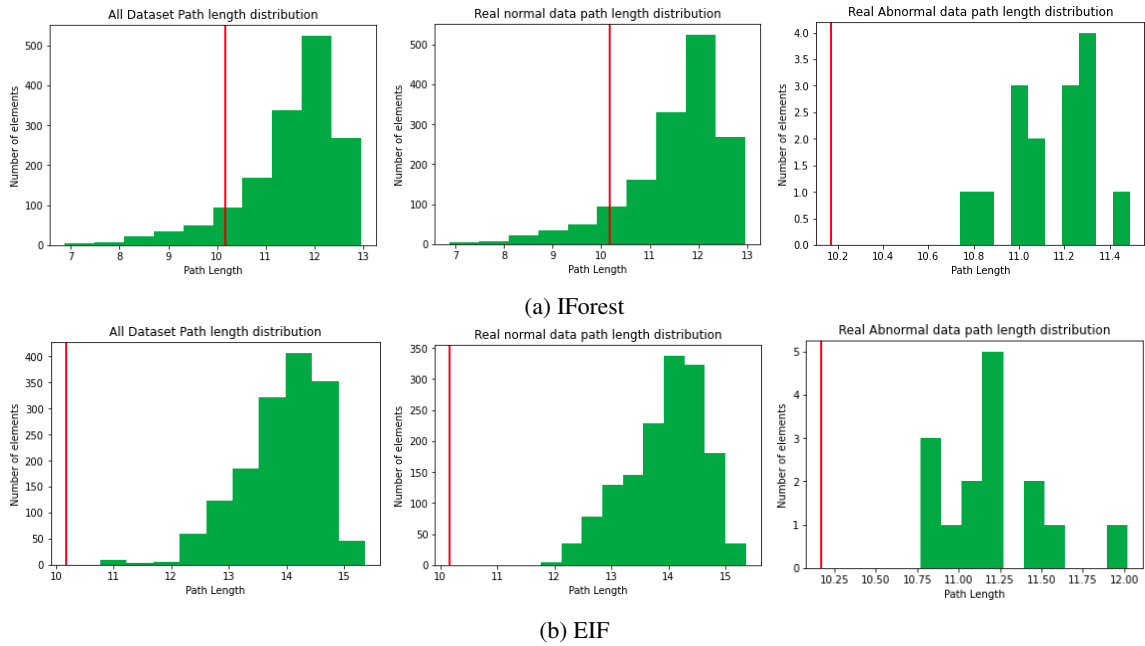 All Dataset Path length distribution
Number of elements
500
400
300
200
100
0
7 8 9 10 11 12 13
Path Length
Real normal data path length distribution
Number of elements
500
400
300
200
100
0
7 8 9 10 11 12 13
Path Length
Real Abnormal data path length distribution
Number of elements
4.0
3.5
3.0
2.5
2.0
1.5
1.0
0.5
0.0
10.2 10.4 10.6 10.8 11.0 11.2 11.4
Path Length
(a) IForest
All Dataset Path length distribution
Number of elements
400
350
300
250
200
150
100
50
0
10 11 12 13 14 15
Path Length
Real normal data path length distribution
Number of elements
350
300
250
200
150
100
50
0
10 11 12 13 14 15
Path Length
Real Abnormal data path length distribution
Number of elements
5
4
3
2
1
0
10.25 10.50 10.75 11.00 11.25 11.50 11.75 12.00
Path Length
(b) EIF